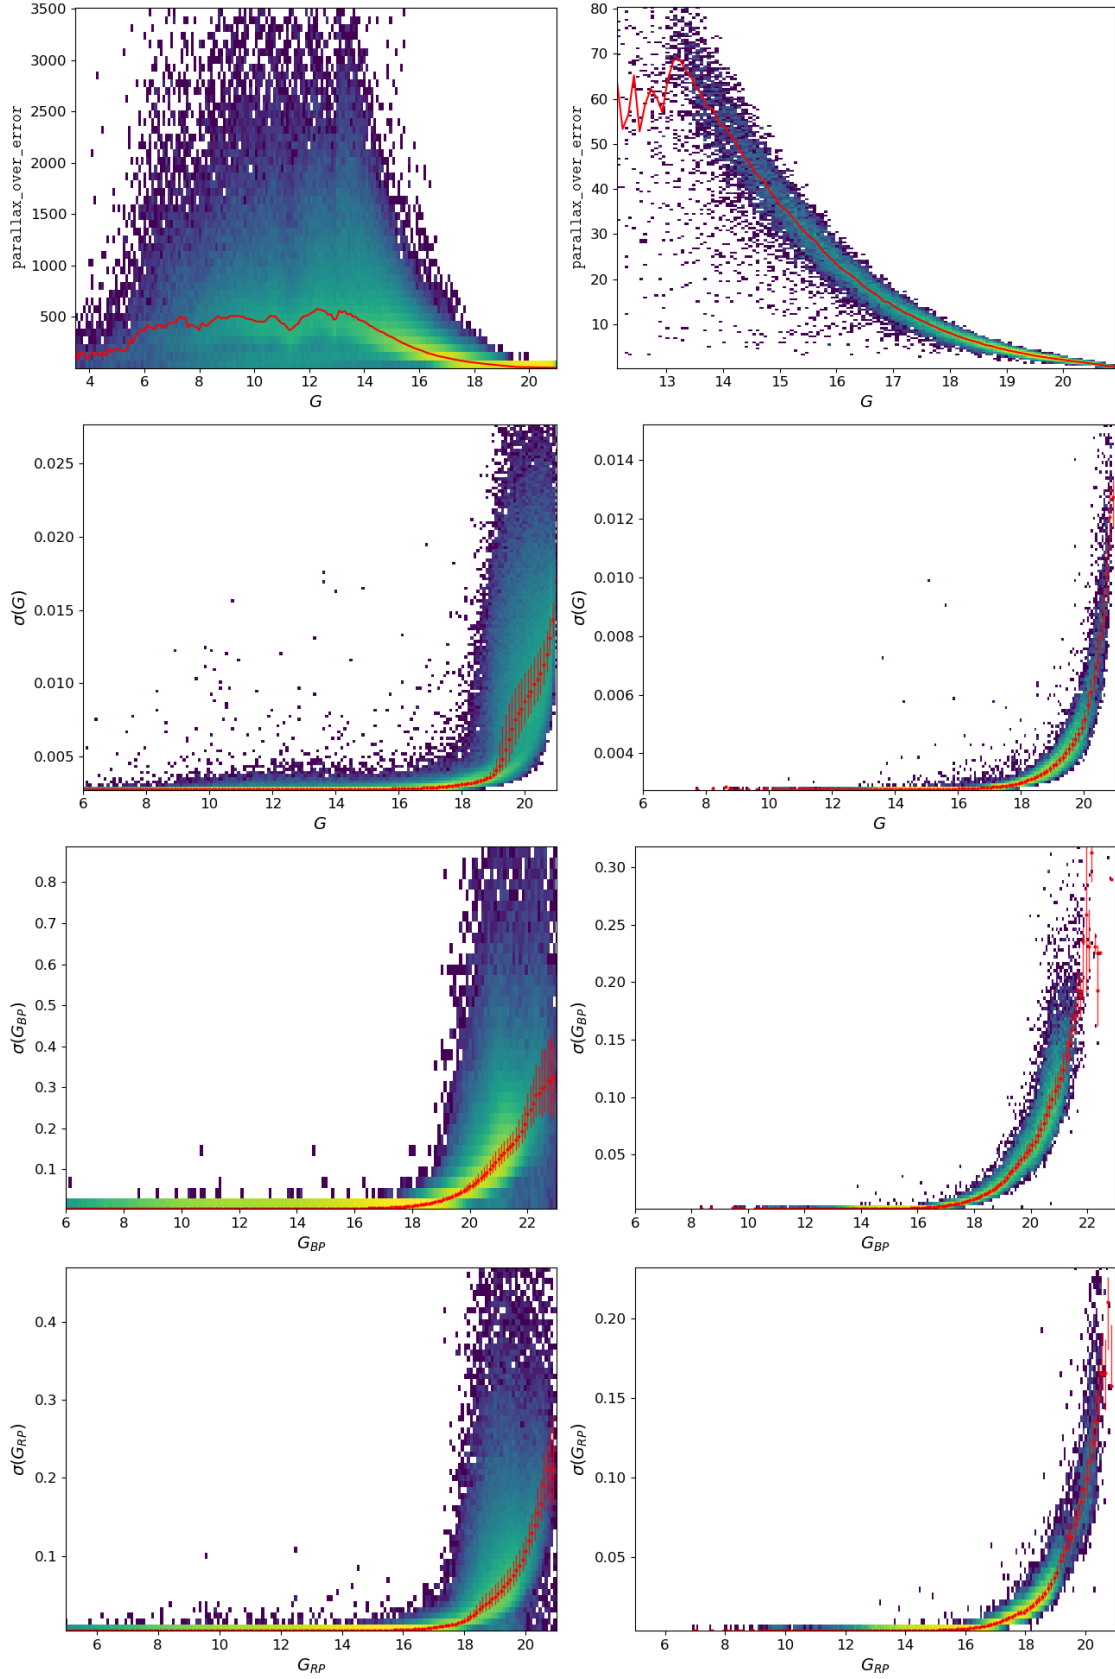 3500
3000
2500
2000
1500
1000
500
parallax_over_error
4 6 8 10 12 14 16 18 20
G
80
70
60
50
40
30
20
10
parallax_over_error
13 14 15 16 17 18 19 20
G
0.025
0.020
0.015
0.010
0.005
σ(G)
6 8 10 12 14 16 18 20
G
0.014
0.012
0.010
0.008
0.006
0.004
σ(G)
6 8 10 12 14 16 18 20
G
0.8
0.7
0.6
0.5
0.4
0.3
0.2
0.1
σ(G_BP)
6 8 10 12 14 16 18 20 22
G_BP
0.30
0.25
0.20
0.15
0.10
0.05
σ(G_BP)
6 8 10 12 14 16 18 20 22
G_BP
0.4
0.3
0.2
0.1
σ(G_RP)
6 8 10 12 14 16 18 20
G_RP
0.20
0.15
0.10
0.05
σ(G_RP)
6 8 10 12 14 16 18 20
G_RP